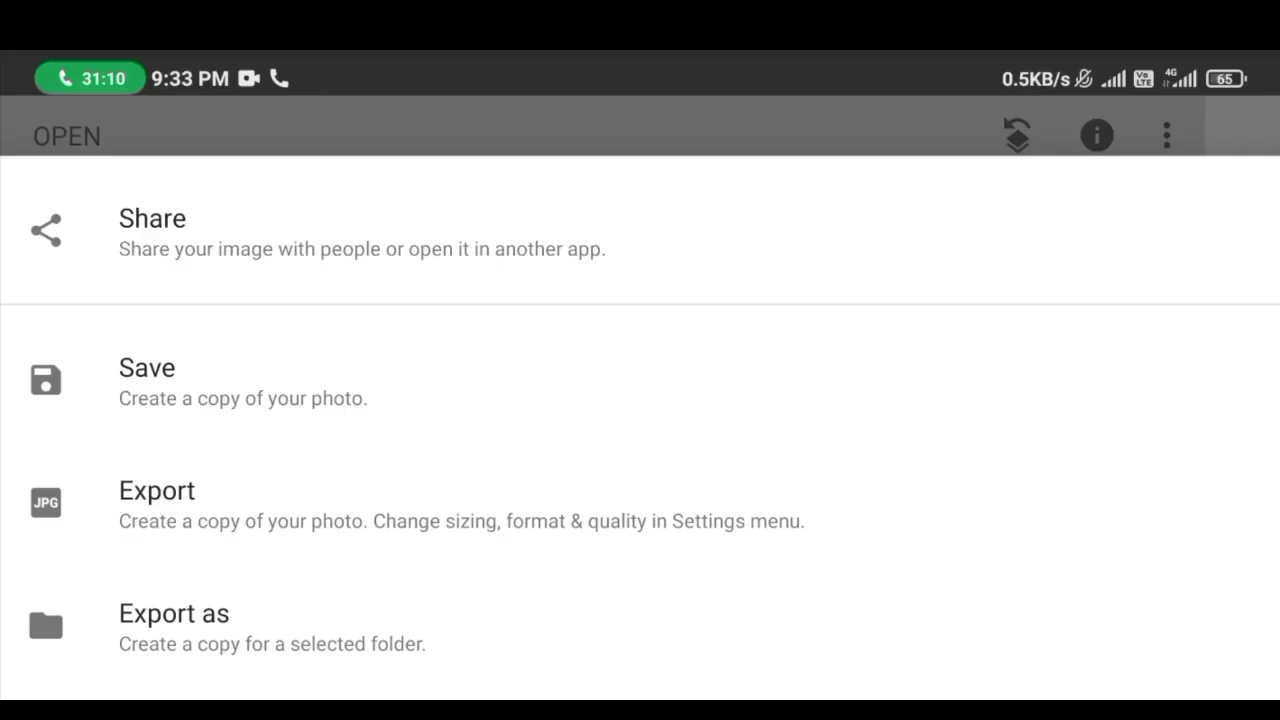 31:10 9:33 PM 0.5KB/s Vo LTE 4G 65
OPEN
Share
Share your image with people or open it in another app.
Save
Create a copy of your photo.
JPG
Export
Create a copy of your photo. Change sizing, format & quality in Settings menu.
Export as
Create a copy for a selected folder.